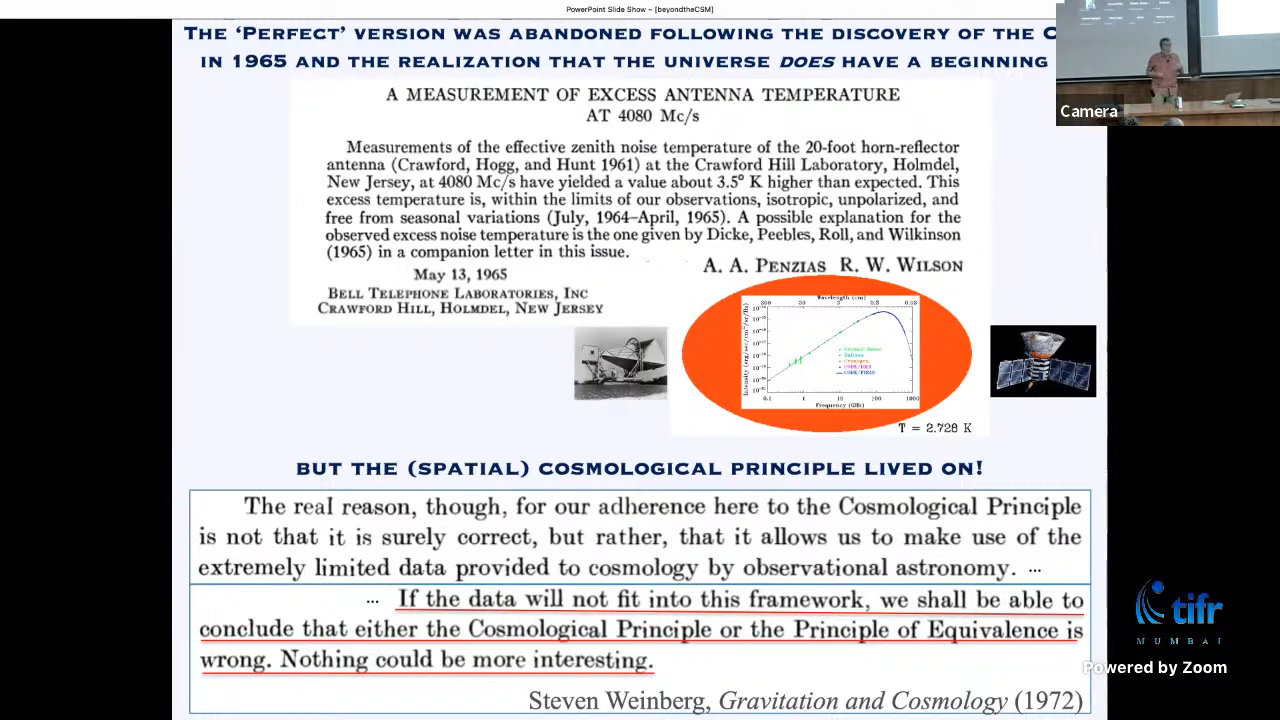 PowerPoint Slide Show – [beyondtheCSM]
THE ‘PERFECT’ VERSION WAS ABANDONED FOLLOWING THE DISCOVERY OF THE C
IN 1965 AND THE REALIZATION THAT THE UNIVERSE DOES HAVE A BEGINNING
Camera
A MEASUREMENT OF EXCESS ANTENNA TEMPERATURE
AT 4080 Mc/s
Measurements of the effective zenith noise temperature of the 20-foot horn-reflector
antenna (Crawford, Hogg, and Hunt 1961) at the Crawford Hill Laboratory, Holmdel,
New Jersey, at 4080 Mc/s have yielded a value about 3.5° K higher than expected. This
excess temperature is, within the limits of our observations, isotropic, unpolarized, and
free from seasonal variations (July, 1964–April, 1965). A possible explanation for the
observed excess noise temperature is the one given by Dicke, Peebles, Roll, and Wilkinson
(1965) in a companion letter in this issue.
A. A. PENZIAS R. W. WILSON
May 13, 1965
BELL TELEPHONE LABORATORIES, INC
CRAWFORD HILL, HOLMDEL, NEW JERSEY
Wavelength (cm)
Frequency (GHz)
0.1 1 10 100 1000
T = 2.728 K
BUT THE (SPATIAL) COSMOLOGICAL PRINCIPLE LIVED ON!
The real reason, though, for our adherence here to the Cosmological Principle
is not that it is surely correct, but rather, that it allows us to make use of the
extremely limited data provided to cosmology by observational astronomy. ...
... If the data will not fit into this framework, we shall be able to
conclude that either the Cosmological Principle or the Principle of Equivalence is
wrong. Nothing could be more interesting.
Steven Weinberg, Gravitation and Cosmology (1972)
tifr
MUMBAI
Powered by Zoom